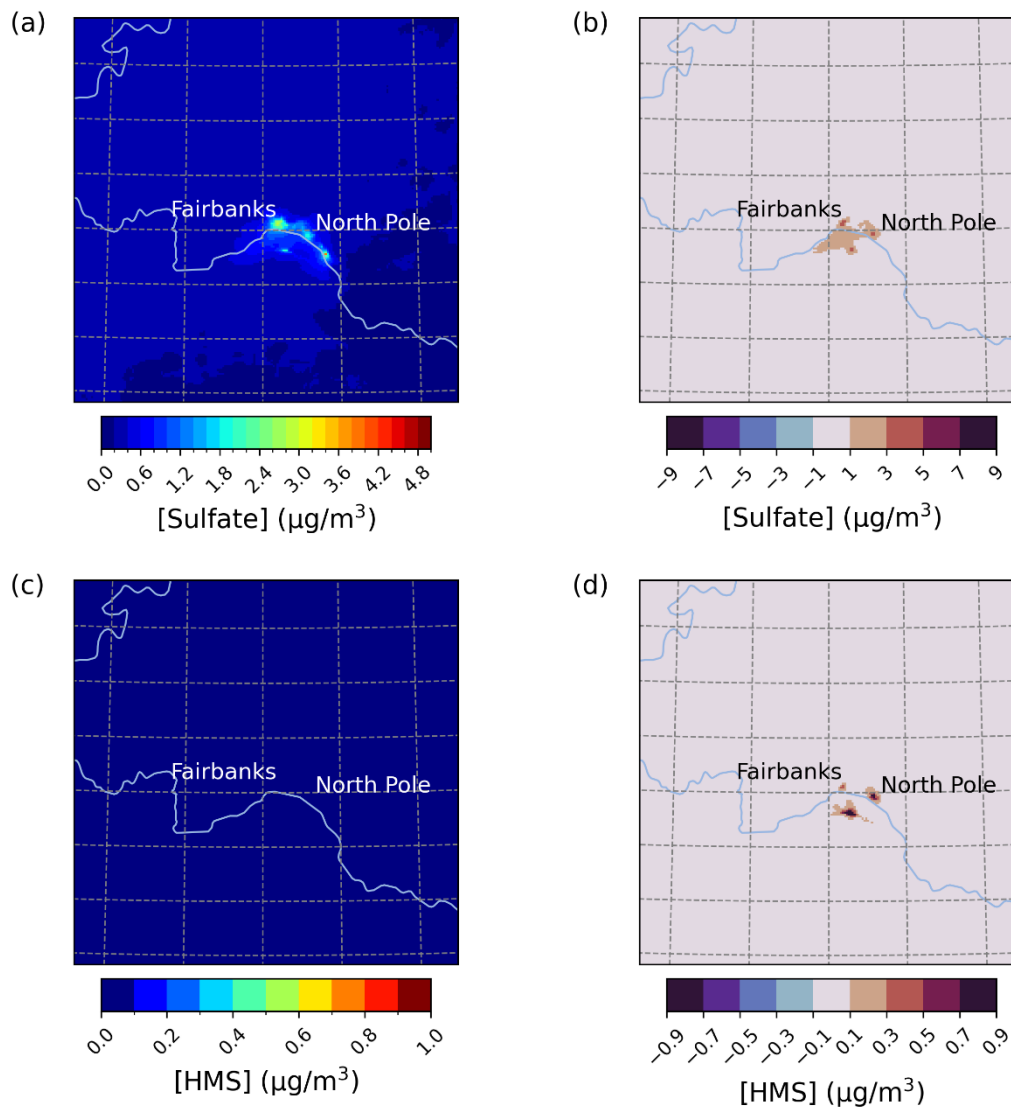 (a)
(b)
Fairbanks
North Pole
Fairbanks
North Pole
0.0 0.6 1.2 1.8 2.4 3.0 3.6 4.2 4.8
−9 −7 −5 −3 −1 1 3 5 7 9
[Sulfate] (μg/m³)
[Sulfate] (μg/m³)
(c)
(d)
Fairbanks
North Pole
Fairbanks
North Pole
0.0 0.2 0.4 0.6 0.8 1.0
−0.9 −0.7 −0.5 −0.3 −0.1 0.1 0.3 0.5 0.7 0.9
[HMS] (μg/m³)
[HMS] (μg/m³)